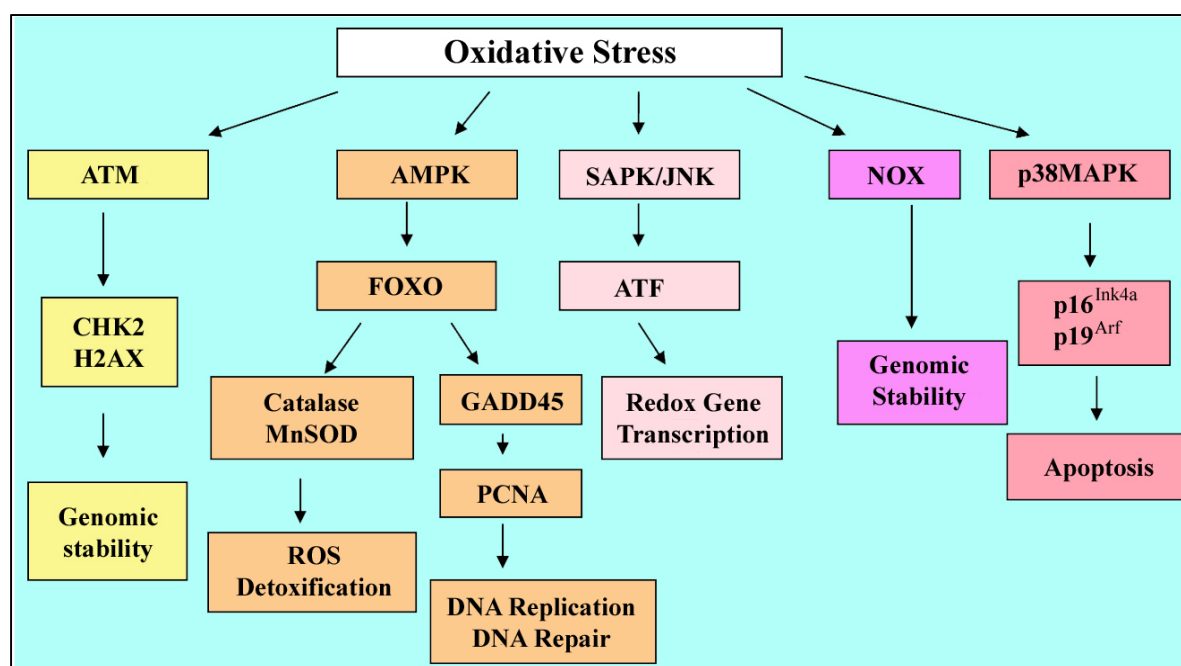 Oxidative Stress
ATM
AMPK
SAPK/JNK
NOX
p38MAPK
CHK2
H2AX
FOXO
ATF
Genomic
Stability
p16Ink4a
p19Arf
Catalase
MnSOD
GADD45
Redox Gene
Transcription
Apoptosis
Genomic
stability
PCNA
ROS
Detoxification
DNA Replication
DNA Repair